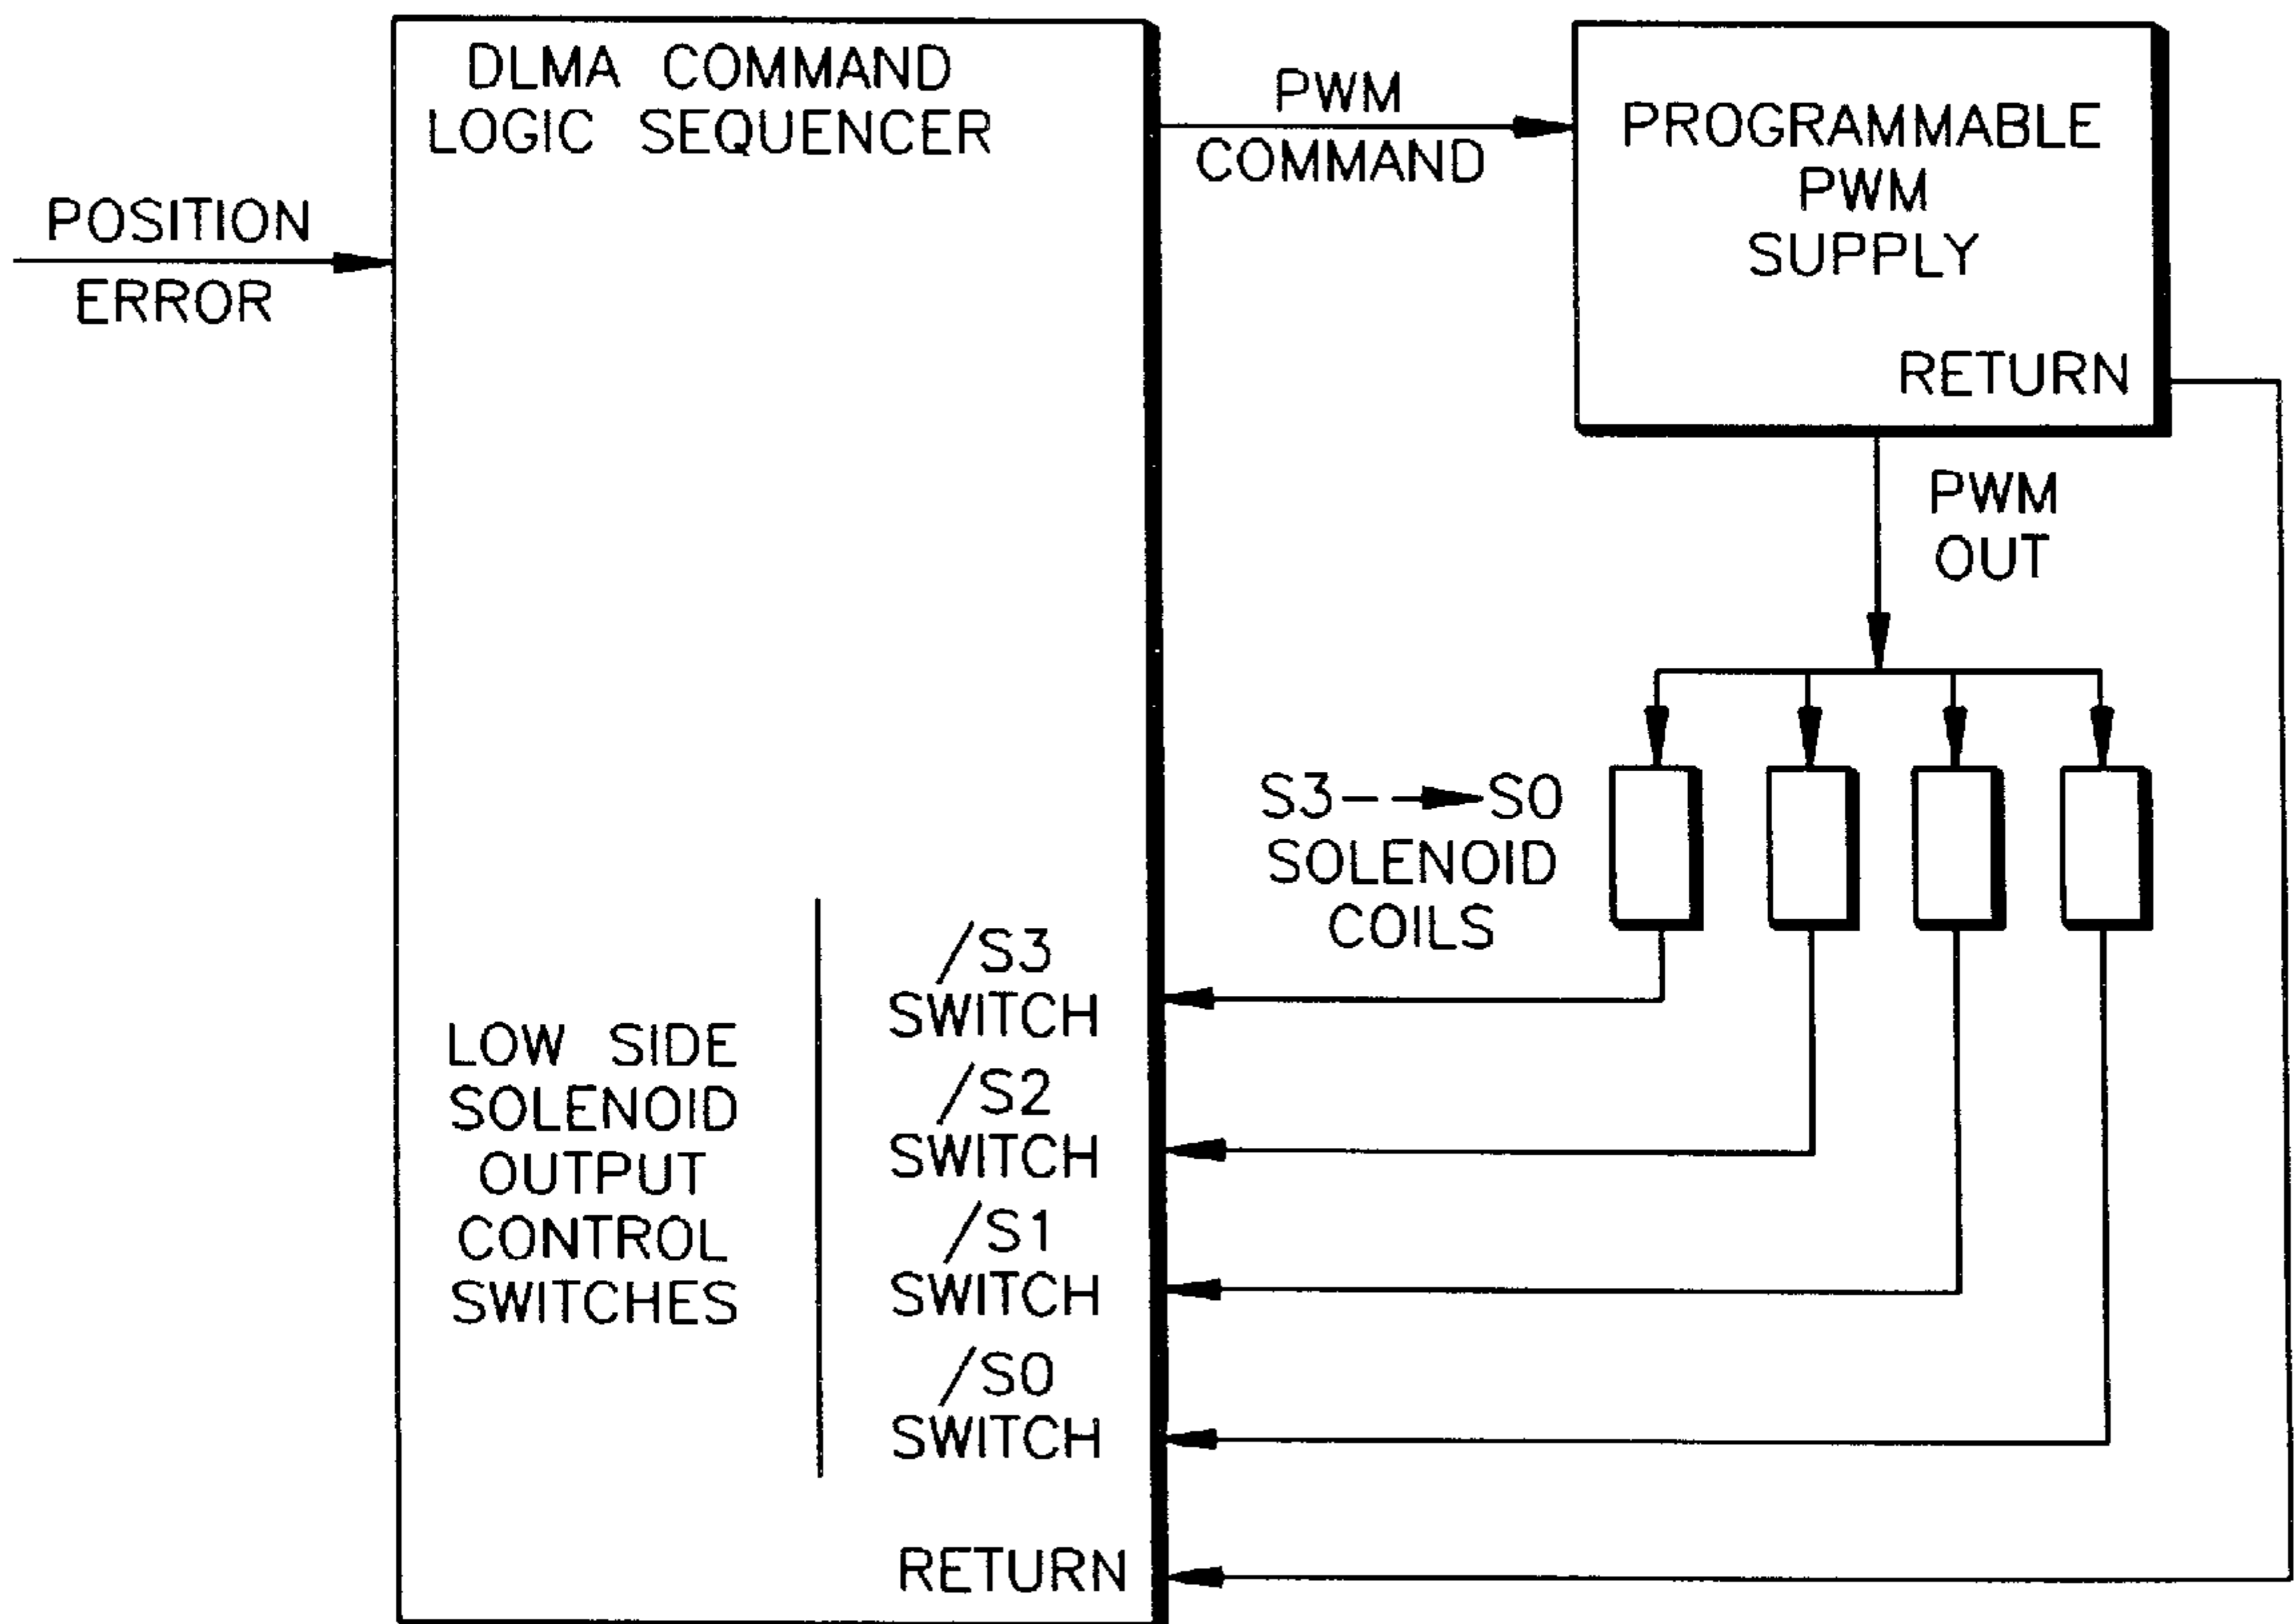 DLMA COMMAND
LOGIC SEQUENCER
PWM
COMMAND
PROGRAMMABLE
PWM
SUPPLY
RETURN
POSITION
ERROR
PWM
OUT
S3 S0
SOLENOID
COILS
LOW SIDE
SOLENOID
OUTPUT
CONTROL
SWITCHES
/S3
SWITCH
/S2
SWITCH
/S1
SWITCH
/S0
SWITCH
RETURN